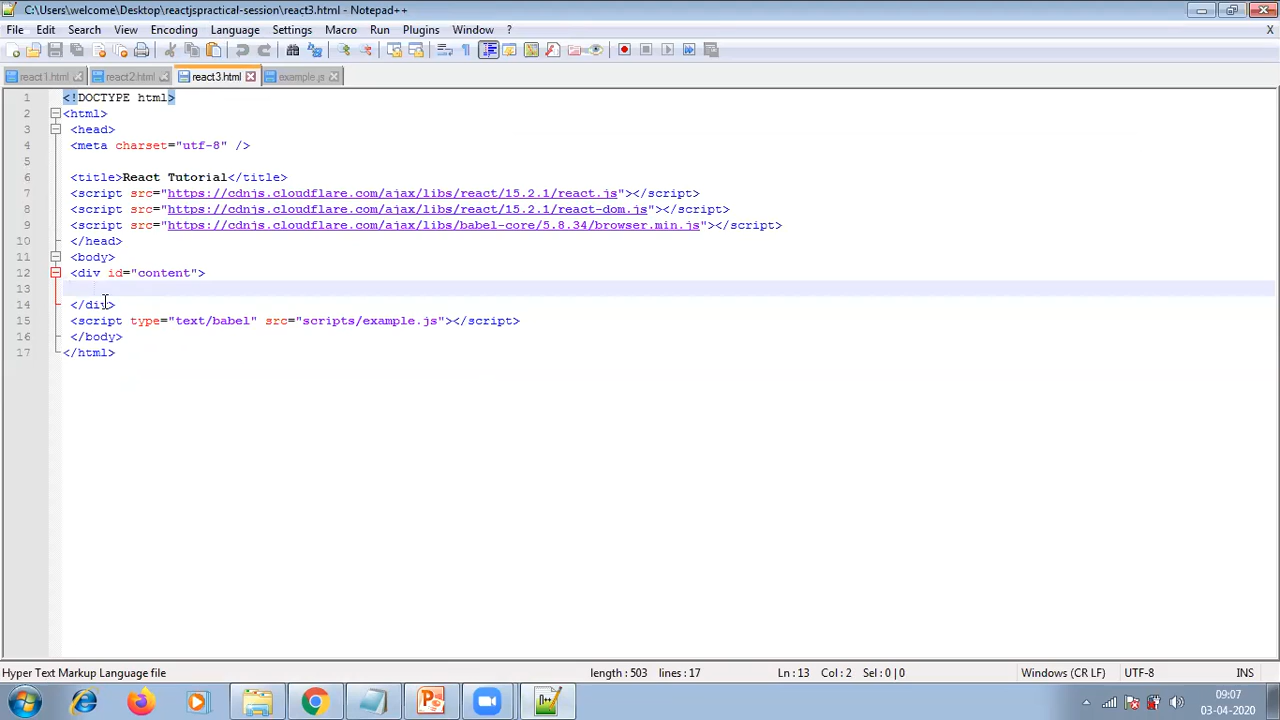 C:\Users\welcome\Desktop\reactjspractical-session\react3.html - Notepad++
File Edit Search View Encoding Language Settings Macro Run Plugins Window ? X
react1.html react2.html react3.html example.js
1 <!DOCTYPE html>
2 <html>
3 <head>
4 <meta charset="utf-8" />
5
6 <title>React Tutorial</title>
7 <script src="https://cdnjs.cloudflare.com/ajax/libs/react/15.2.1/react.js"></script>
8 <script src="https://cdnjs.cloudflare.com/ajax/libs/react/15.2.1/react-dom.js"></script>
9 <script src="https://cdnjs.cloudflare.com/ajax/libs/babel-core/5.8.34/browser.min.js"></script>
10 </head>
11 <body>
12 <div id="content">
13
14 </div>
15 <script type="text/babel" src="scripts/example.js"></script>
16 </body>
17 </html>
Hyper Text Markup Language file length : 503 lines : 17 Ln : 13 Col : 2 Sel : 0 | 0 Windows (CR LF) UTF-8 INS
09:07
03-04-2020